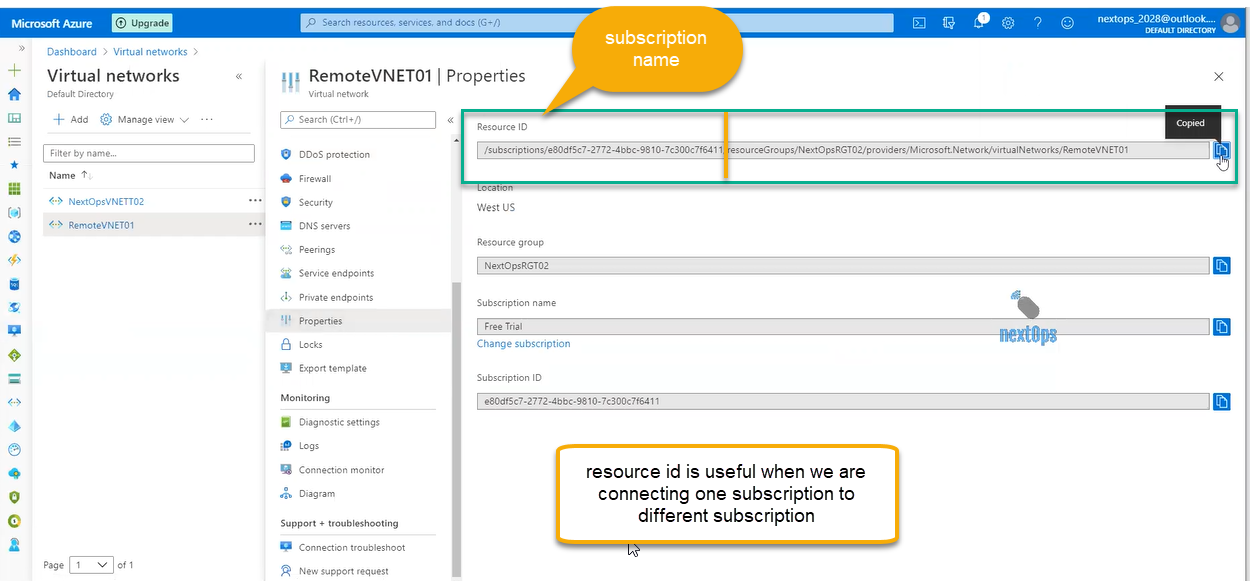 Microsoft Azure
Upgrade
Search resources, services, and docs (G+/)
1
nextops_2028@outlook....
DEFAULT DIRECTORY
subscription
name
Dashboard > Virtual networks >
Virtual networks
Default Directory
Add
Manage view
Filter by name...
Name
NextOpsVNETT02
RemoteVNET01
Page 1 of 1
RemoteVNET01 | Properties
Virtual network
Search (Ctrl+/)
DDoS protection
Firewall
Security
DNS servers
Peerings
Service endpoints
Private endpoints
Properties
Locks
Export template
Monitoring
Diagnostic settings
Logs
Connection monitor
Diagram
Support + troubleshooting
Connection troubleshoot
New support request
Copied
Resource ID
/subscriptions/e80df5c7-2772-4bbc-9810-7c300c7f6411/resourceGroups/NextOpsRGT02/providers/Microsoft.Network/virtualNetworks/RemoteVNET01
Location
West US
Resource group
NextOpsRGT02
Subscription name
Free Trial
Change subscription
Subscription ID
e80df5c7-2772-4bbc-9810-7c300c7f6411
nextOps
resource id is useful when we are
connecting one subscription to
different subscription